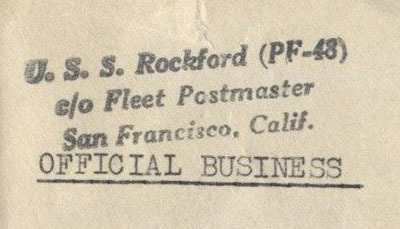 U. S. S. Rockford (PF-48)
c/o Fleet Postmaster
San Francisco, Calif.
OFFICIAL BUSINESS